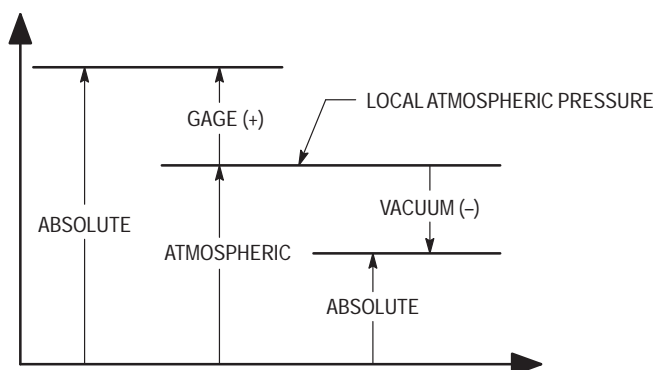 LOCAL ATMOSPHERIC PRESSURE
GAGE (+)
VACUUM (–)
ABSOLUTE
ATMOSPHERIC
ABSOLUTE